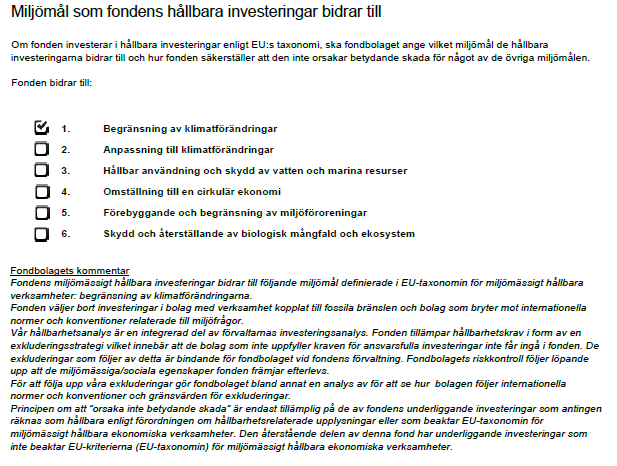 Miljömål som fondens hållbara investeringar bidrar till
Om fonden investerar i hållbara investeringar enligt EU:s taxonomi, ska fondbolaget ange vilket miljömål de hållbara
investeringarna bidrar till och hur fonden säkerställer att den inte orsakar betydande skada för något av de övriga miljömålen.
Fonden bidrar till:
1. Begränsning av klimatförändringar
2. Anpassning till klimatförändringar
3. Hållbar användning och skydd av vatten och marina resurser
4. Omställning till en cirkulär ekonomi
5. Förebyggande och begränsning av miljöföroreningar
6. Skydd och återställande av biologisk mångfald och ekosystem
Fondbolagets kommentar
Fondens miljömässigt hållbara investeringar bidrar till följande miljömål definierade i EU-taxonomin för miljömässigt hållbara
verksamheter: begränsning av klimatförändringarna.
Fonden väljer bort investeringar i bolag med verksamhet kopplat till fossila bränslen och bolag som bryter mot internationella
normer och konventioner relaterade till miljöfrågor.
Vår hållbarhetsanalys är en integrerad del av förvaltarnas investeringsanalys. Fonden tillämpar hållbarhetskrav i form av en
exkluderingsstrategi vilket innebär att de bolag som inte uppfyller kraven för ansvarsfulla investeringar inte får ingå i fonden. De
exkluderingar som följer av detta är bindande för fondbolaget vid fondens förvaltning. Fondbolagets riskkontroll följer löpande
upp att de miljömässiga/sociala egenskaper fonden främjar efterlevs.
För att följa upp våra exkluderingar gör fondbolaget bland annat en analys av för att se hur bolagen följer internationella
normer och konventioner och gränsvärden för exkluderingar.
Principen om att "orsaka inte betydande skada" är endast tillämplig på de av fondens underliggande investeringar som antingen
räknas som hållbara enligt förordningen om hållbarhetsrelaterade upplysningar eller som beaktar EU-taxonomin för
miljömässigt hållbara ekonomiska verksamheter. Den återstående delen av denna fond har underliggande investeringar som
inte beaktar EU-kriterierna (EU-taxonomin) för miljömässigt hållbara ekonomiska verksamheter.